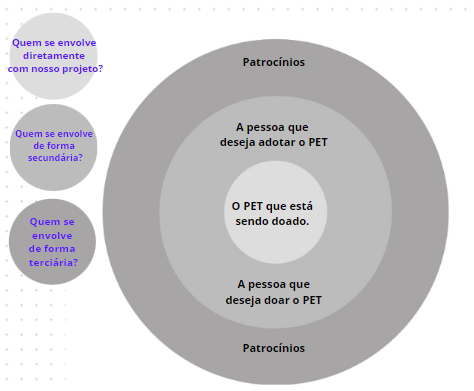 Quem se envolve
diretamente
com nosso projeto?
Quem se envolve
de forma
secundária?
Quem se
envolve
de forma
terciária?
Patrocínios
A pessoa que
deseja adotar o PET
O PET que está
sendo doado.
A pessoa que
deseja doar o PET
Patrocínios